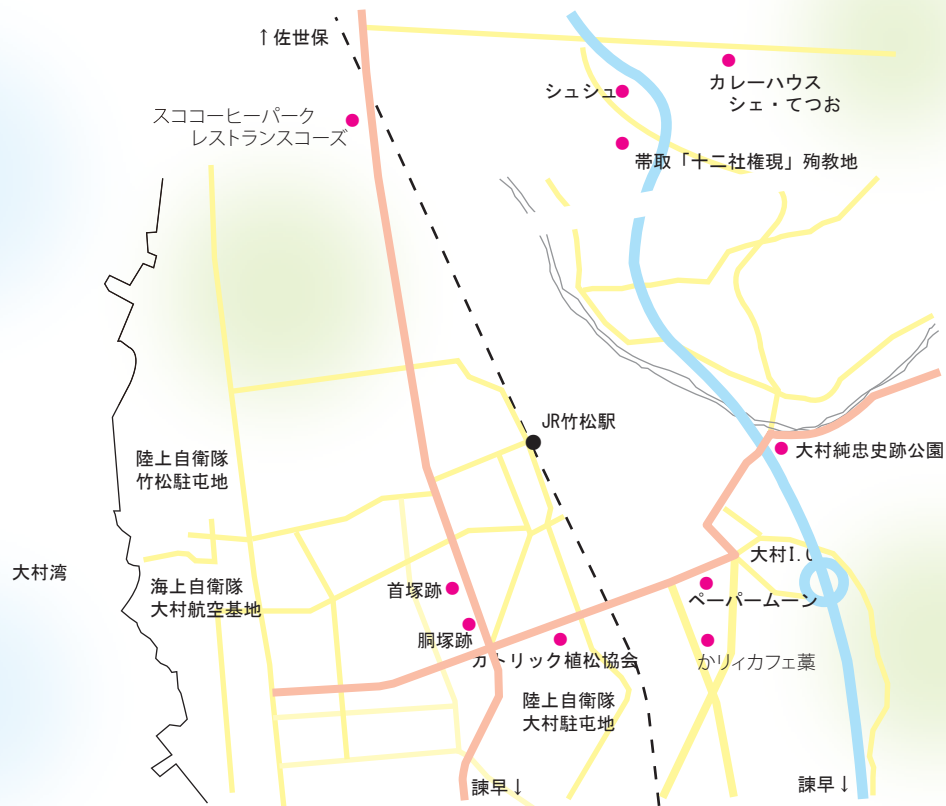 ↑佐世保
カレーハウス
シェ・てつお
シュシュ
スココーヒーパーク
レストランスコーズ
帯取「十二社権現」殉教地
JR竹松駅
大村純忠史跡公園
陸上自衛隊
竹松駐屯地
大村I.C
大村湾
海上自衛隊
大村航空基地
首塚跡
ペーパームーン
胴塚跡
カトリック植松協会
かリィカフェ藁
陸上自衛隊
大村駐屯地
諫早↓
諫早↓